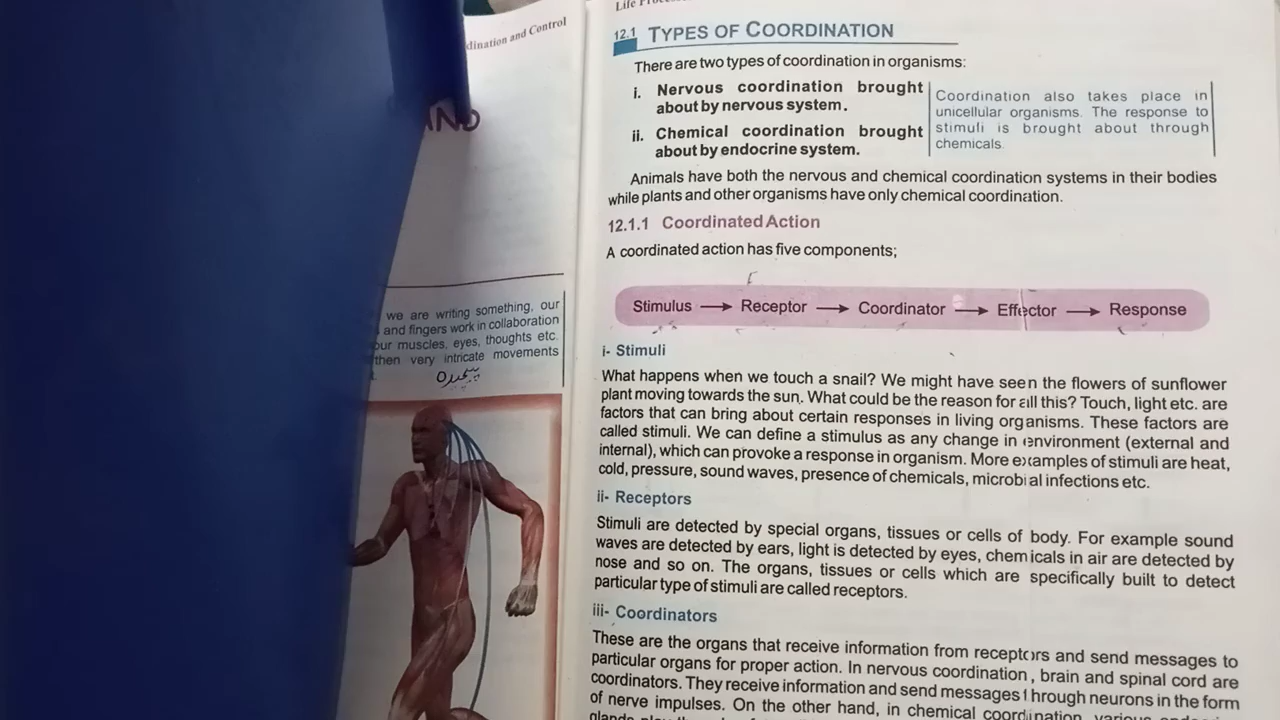 dination and Control
AND
we are writing something, our
and fingers work in collaboration
our muscles, eyes, thoughts etc.
then very intricate movements
Life
12.1 TYPES OF COORDINATION
There are two types of coordination in organisms:
i. Nervous coordination brought
about by nervous system.
ii. Chemical coordination brought
about by endocrine system.
Coordination also takes place in
unicellular organisms. The response to
stimuli is brought about through
chemicals.
Animals have both the nervous and chemical coordination systems in their bodies
while plants and other organisms have only chemical coordination.
12.1.1 Coordinated Action
A coordinated action has five components;
Stimulus → Receptor → Coordinator → Effector → Response
i- Stimuli
What happens when we touch a snail? We might have seen the flowers of sunflower
plant moving towards the sun. What could be the reason for all this? Touch, light etc. are
factors that can bring about certain responses in living organisms. These factors are
called stimuli. We can define a stimulus as any change in environment (external and
internal), which can provoke a response in organism. More examples of stimuli are heat,
cold, pressure, sound waves, presence of chemicals, microbial infections etc.
ii- Receptors
Stimuli are detected by special organs, tissues or cells of body. For example sound
waves are detected by ears, light is detected by eyes, chemicals in air are detected by
nose and so on. The organs, tissues or cells which are specifically built to detect
particular type of stimuli are called receptors.
iii- Coordinators
These are the organs that receive information from receptors and send messages to
particular organs for proper action. In nervous coordination, brain and spinal cord are
coordinators. They receive information and send messages through neurons in the form
of nerve impulses. On the other hand, in chemical coordination, various
glands play the